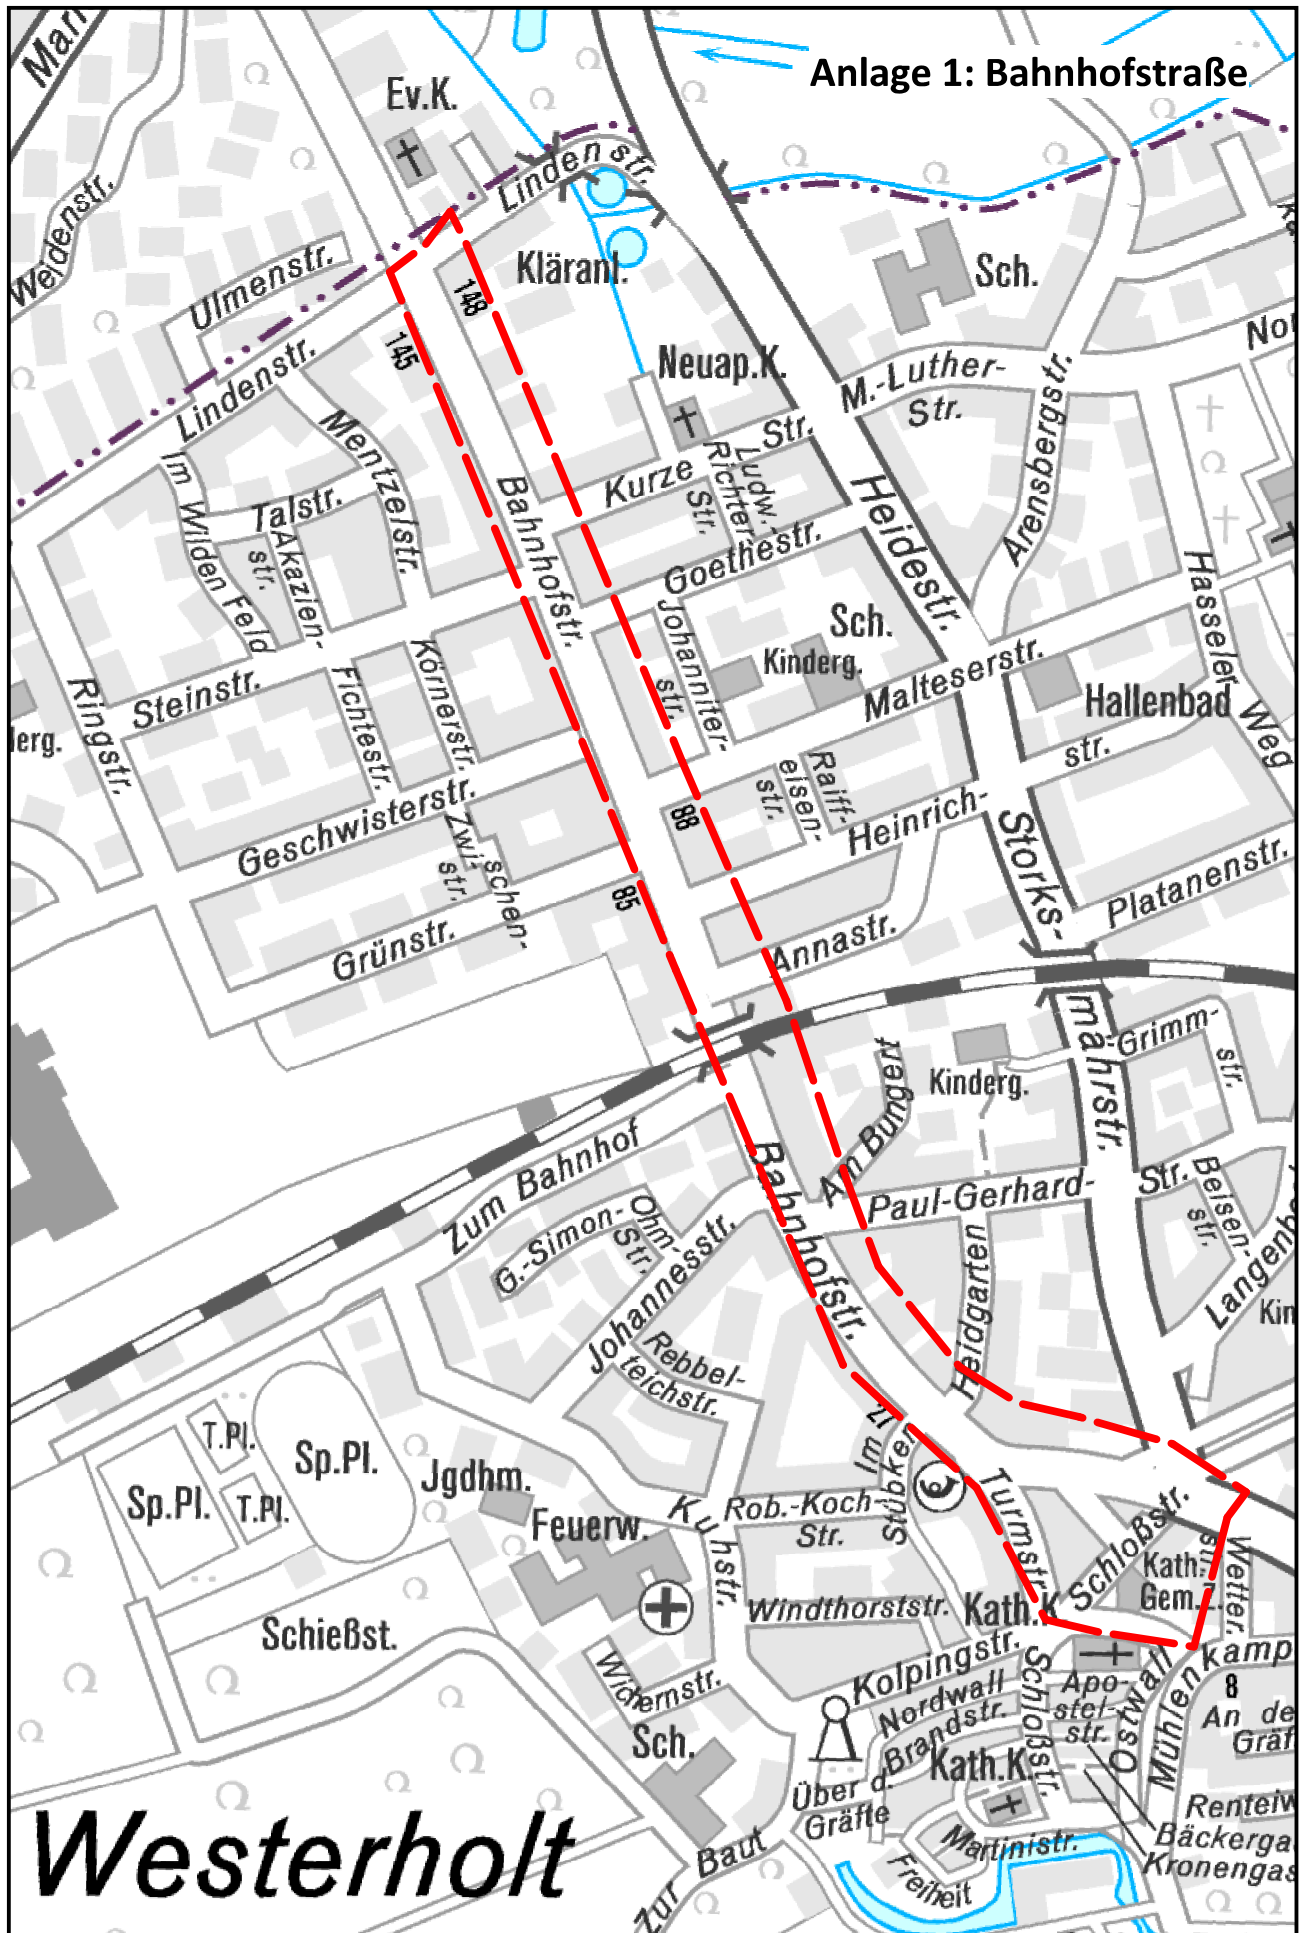 Anlage 1: Bahnhofstraße
Ev.K.
Weidenstr.
Lindenstr.
Ulmenstr.
Kläranl.
Sch.
148
145
Lindenstr.
Neuap.K.
M.-Luther-
Str.
Mentzelstr.
Kurze
Str.
Ludw.-
Richter-
Str.
Arensbergstr.
Im Wilden Feld
Talstr.
Akazien-
str.
Bahnhofstr.
Goethestr.
Heidestr.
Hasseler Weg
Johanniter-
str.
Sch.
Kinderg.
Malteserstr.
Hallenbad
Steinstr.
Ringstr.
Fichtestr.
Körnerstr.
str.
Raiff-
eisen-
str.
Heinrich-
88
Geschwisterstr.
Zwi-
schen-
str.
85
Storks-
mährstr.
Platanenstr.
Grünstr.
Annastr.
Kinderg.
Grimm-
str.
Am Bungert
Zum Bahnhof
Bahnhofstr.
Paul-Gerhard-
Str.
Beisen-
str.
G.-Simon-
Ohm-
Str.
Johannesstr.
Heidgarten
Rebbel-
teichstr.
T.Pl.
Sp.Pl.
Sp.Pl.
T.Pl.
Jgdhm.
Feuerw.
21
Im
Stübken
Turmstr.
Kuhstr.
Rob.-Koch-
Str.
Schloßstr.
Kath.
Gem.Z.
Wetter-
str.
Schießst.
Windthorststr.
Kath.K
Kolpingstr.
Mühlenkamp
8
Wichernstr.
Sch.
Nordwall
Brandstr.
Schloßstr.
Apo-
stel-
str.
Ostwall
Kath.K.
Über d.
Gräfte
Martinistr.
Freiheit
Zur Baut
Westerholt